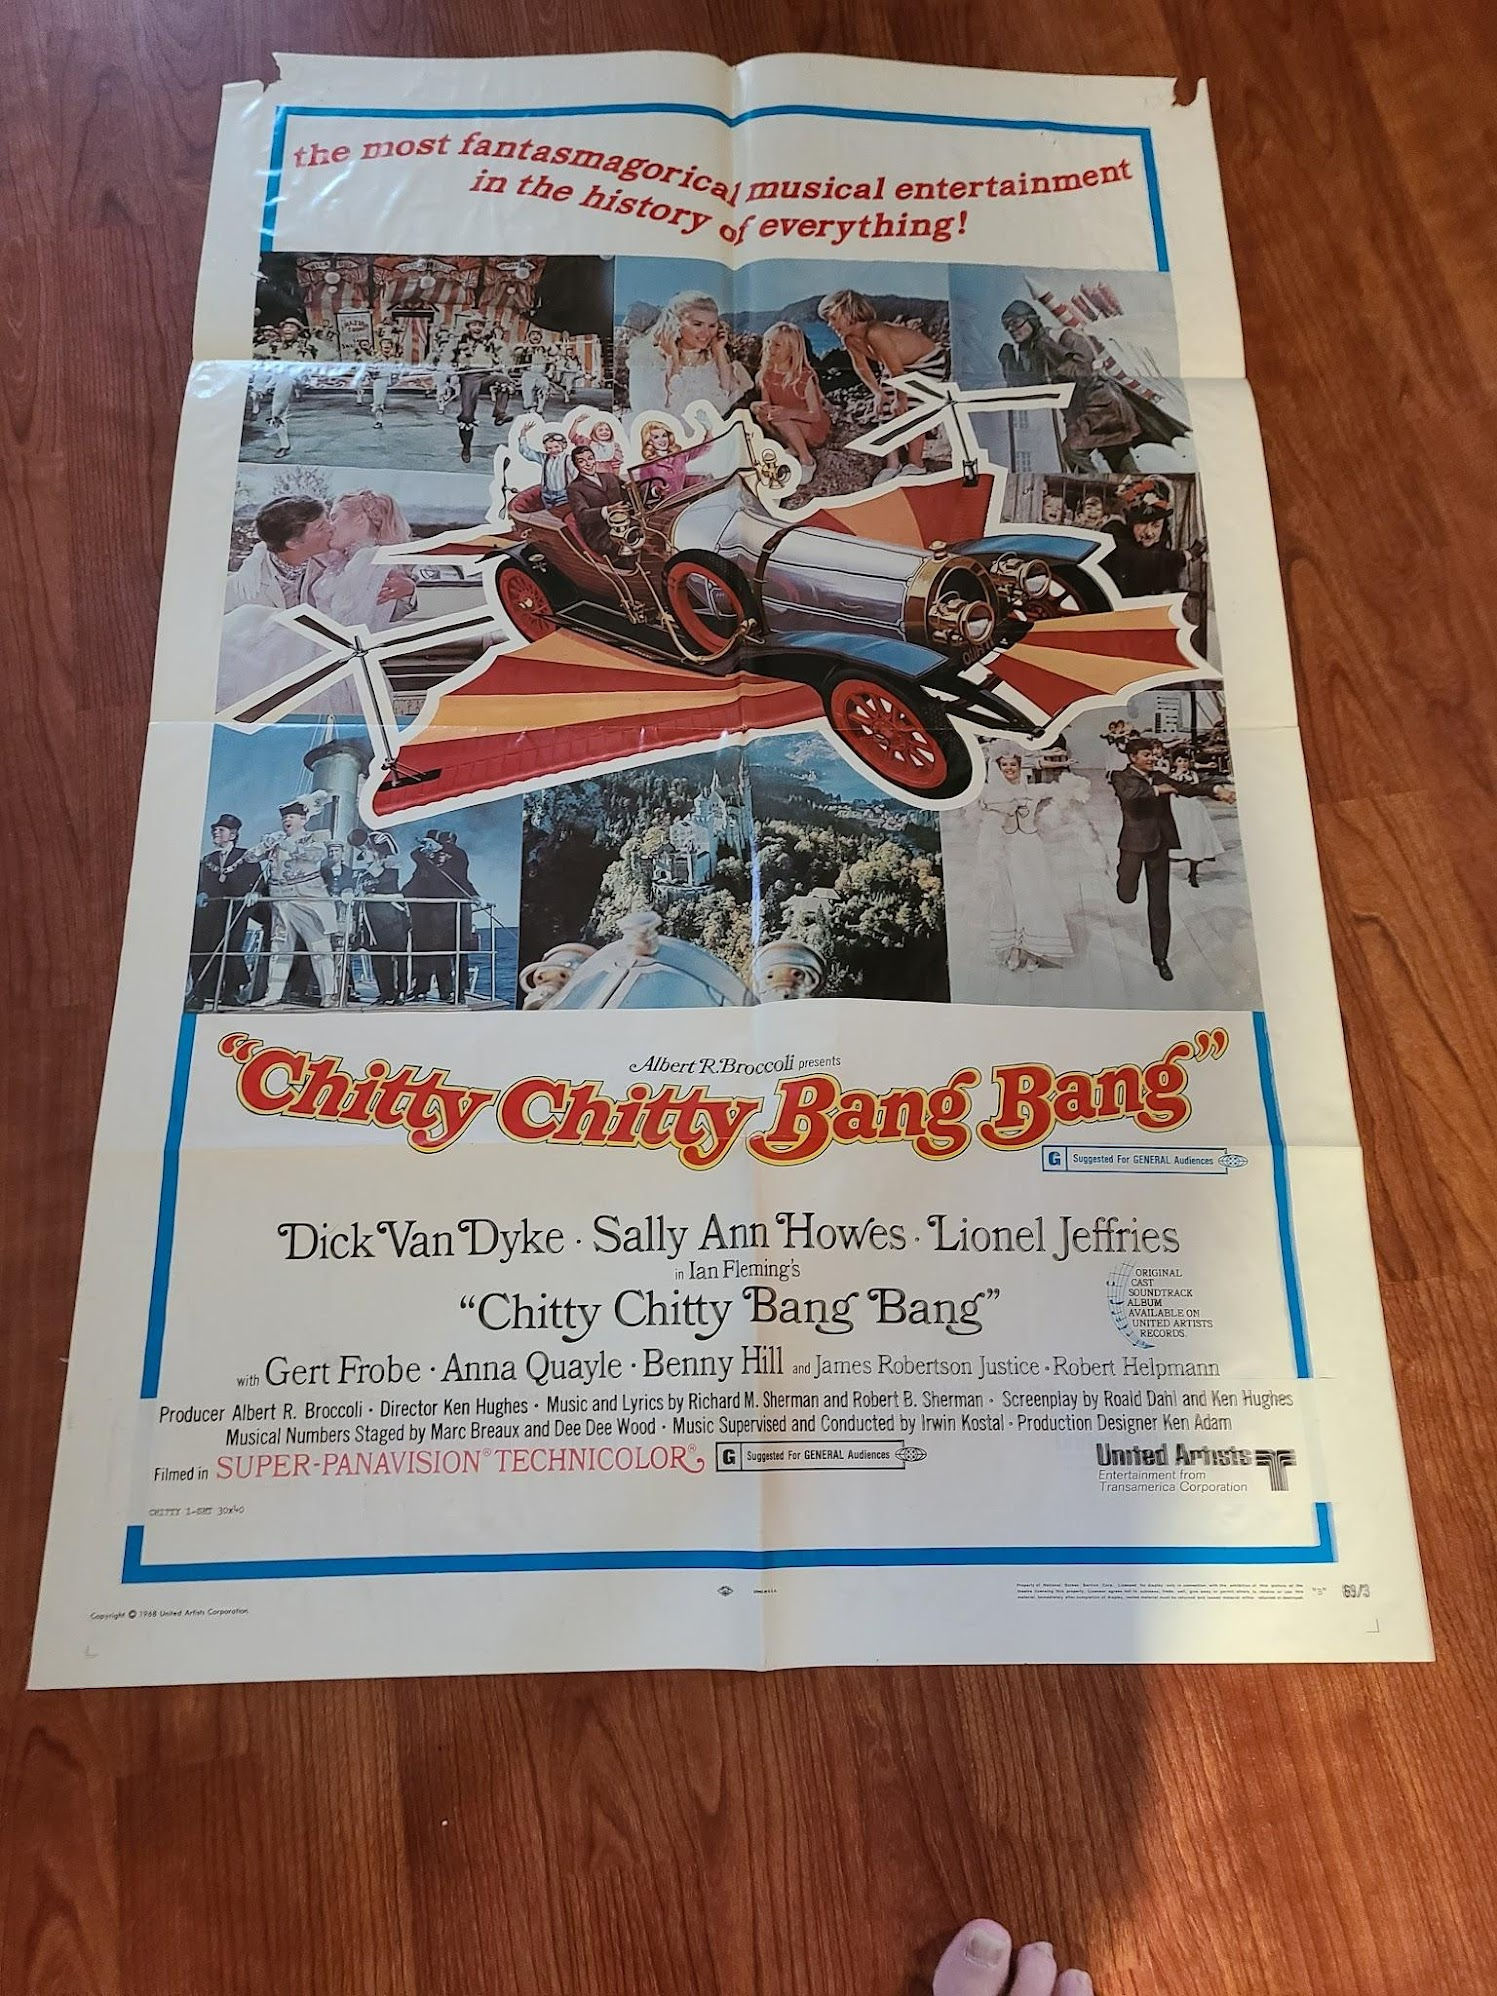 the most fantasmagorical musical entertainment
in the history of everything!
Albert R. Broccoli presents
"Chitty Chitty Bang Bang"
G Suggested For GENERAL Audiences
Dick Van Dyke · Sally Ann Howes · Lionel Jeffries
in Ian Fleming's
"Chitty Chitty Bang Bang"
ORIGINAL
CAST
SOUNDTRACK
ALBUM
AVAILABLE ON
UNITED ARTISTS
RECORDS.
with Gert Frobe · Anna Quayle · Benny Hill and James Robertson Justice · Robert Helpmann
Producer Albert R. Broccoli · Director Ken Hughes · Music and Lyrics by Richard M. Sherman and Robert B. Sherman · Screenplay by Roald Dahl and Ken Hughes
Musical Numbers Staged by Marc Breaux and Dee Dee Wood · Music Supervised and Conducted by Irwin Kostal · Production Designer Ken Adam
Filmed in SUPER-PANAVISION® TECHNICOLOR®
G Suggested For GENERAL Audiences
United Artists
Entertainment from
Transamerica Corporation
CHITTY 1-SHT 30x40
Copyright © 1968 United Artists Corporation
"3" 69/3